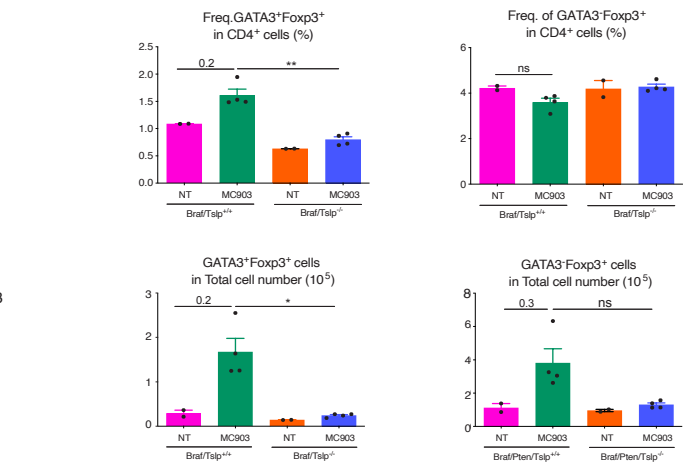 Freq.GATA3⁺Foxp3⁺
in CD4⁺ cells (%)
2.5
2.0
1.5
1.0
0.5
0.0
0.2
**
NT MC903 NT MC903
Braf/Tslp⁺/⁺ Braf/Tslp⁻/⁻
Freq. of GATA3⁻Foxp3⁺
in CD4⁺ cells (%)
6
4
2
0
ns
NT MC903 NT MC903
Braf/Tslp⁺/⁺ Braf/Tslp⁻/⁻
3
GATA3⁺Foxp3⁺ cells
in Total cell number (10⁵)
3
2
1
0
0.2
*
NT MC903 NT MC903
Braf/Tslp⁺/⁺ Braf/Tslp⁻/⁻
GATA3⁻Foxp3⁺ cells
in Total cell number (10⁵)
8
6
4
2
0
0.3
ns
NT MC903 NT MC903
Braf/Pten/Tslp⁺/⁺ Braf/Pten/Tslp⁻/⁻